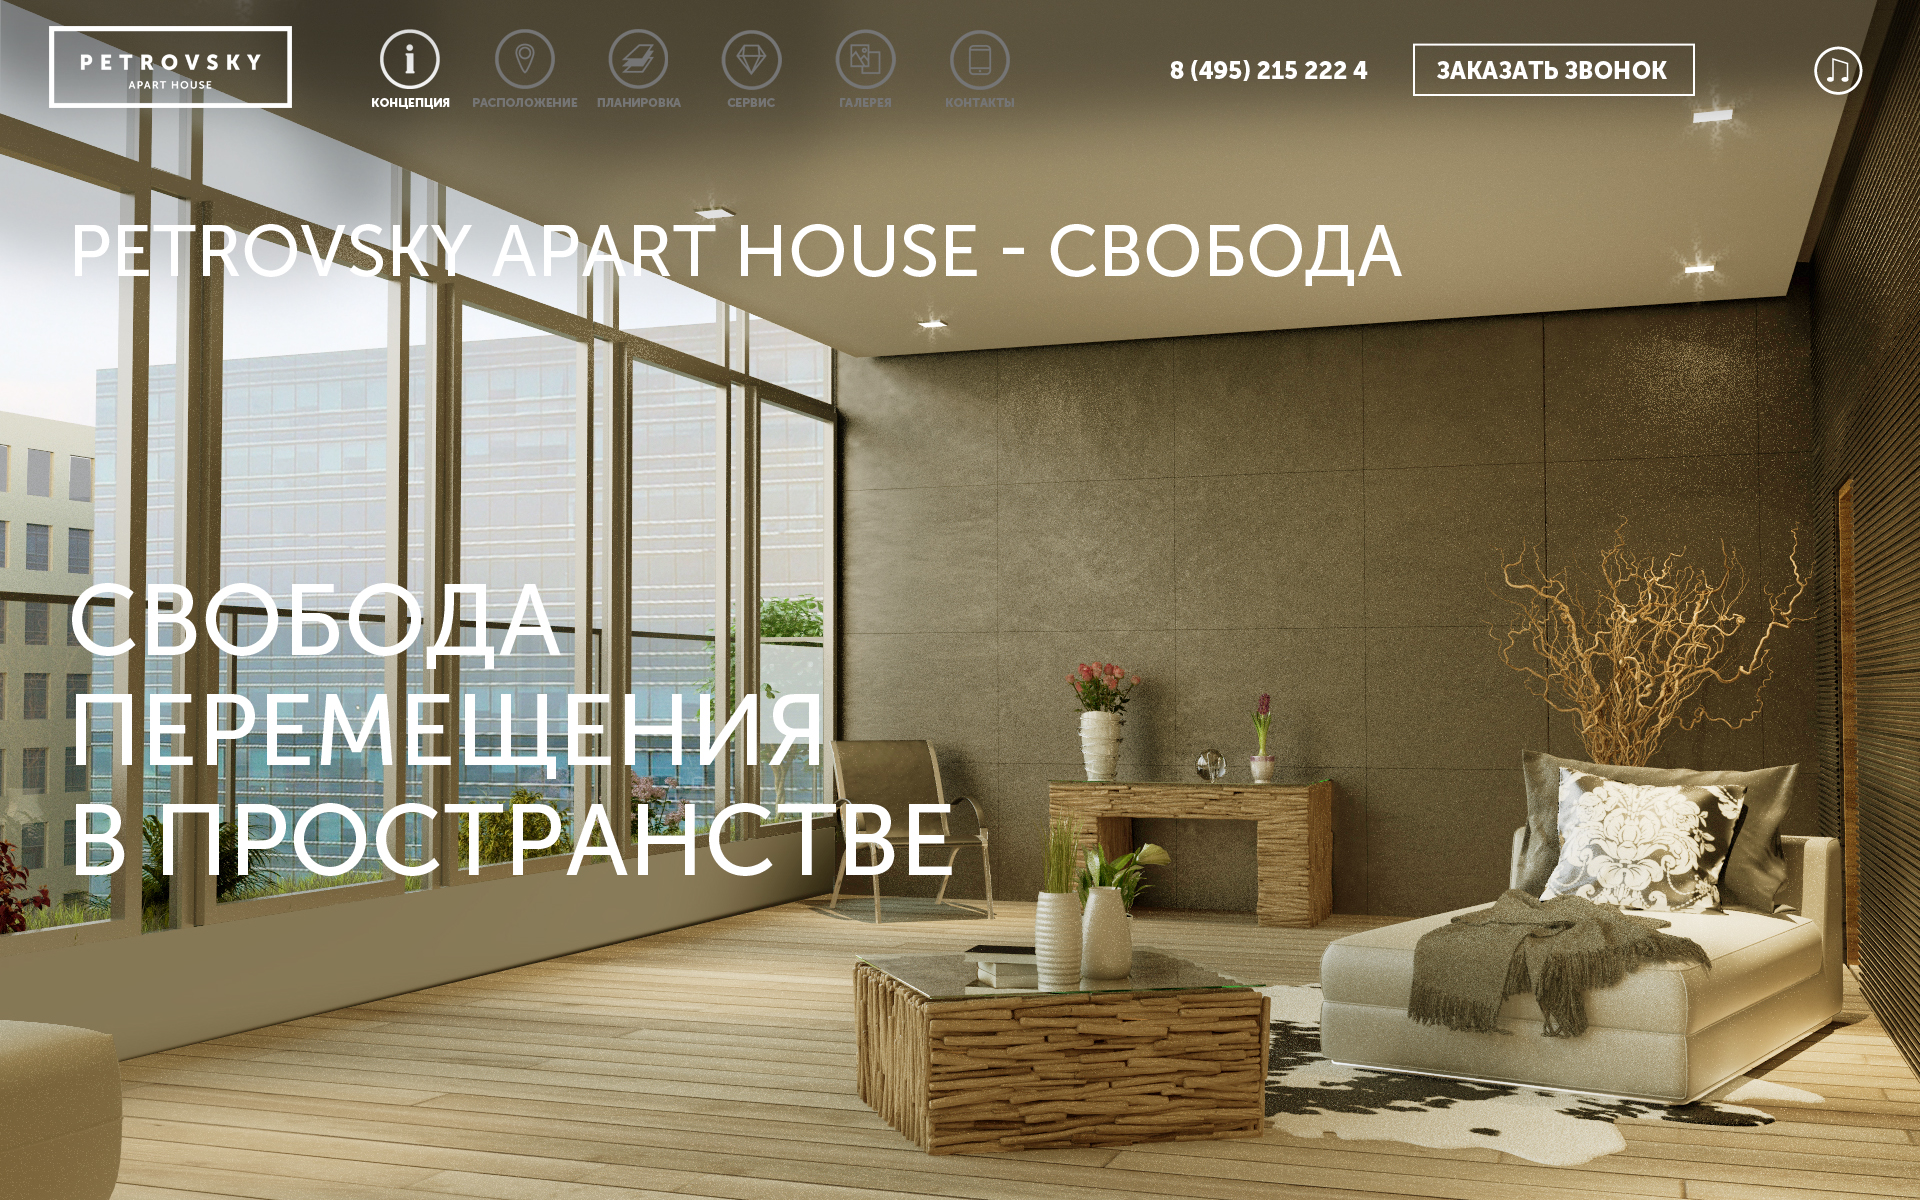 PETROVSKY
APART HOUSE
КОНЦЕПЦИЯ
РАСПОЛОЖЕНИЕ
ПЛАНИРОВКА
СЕРВИС
ГАЛЕРЕЯ
КОНТАКТЫ
8 (495) 215 222 4
ЗАКАЗАТЬ ЗВОНОК
PETROVSKY APART HOUSE - СВОБОДА
СВОБОДА
ПЕРЕМЕЩЕНИЯ
В ПРОСТРАНСТВЕ